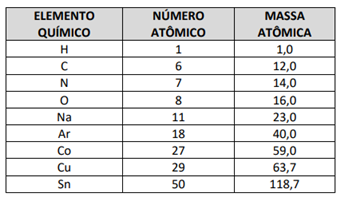 ELEMENTO QUÍMICO NÚMERO ATÔMICO MASSA ATÔMICA
H 1 1,0
C 6 12,0
N 7 14,0
O 8 16,0
Na 11 23,0
Ar 18 40,0
Co 27 59,0
Cu 29 63,7
Sn 50 118,7